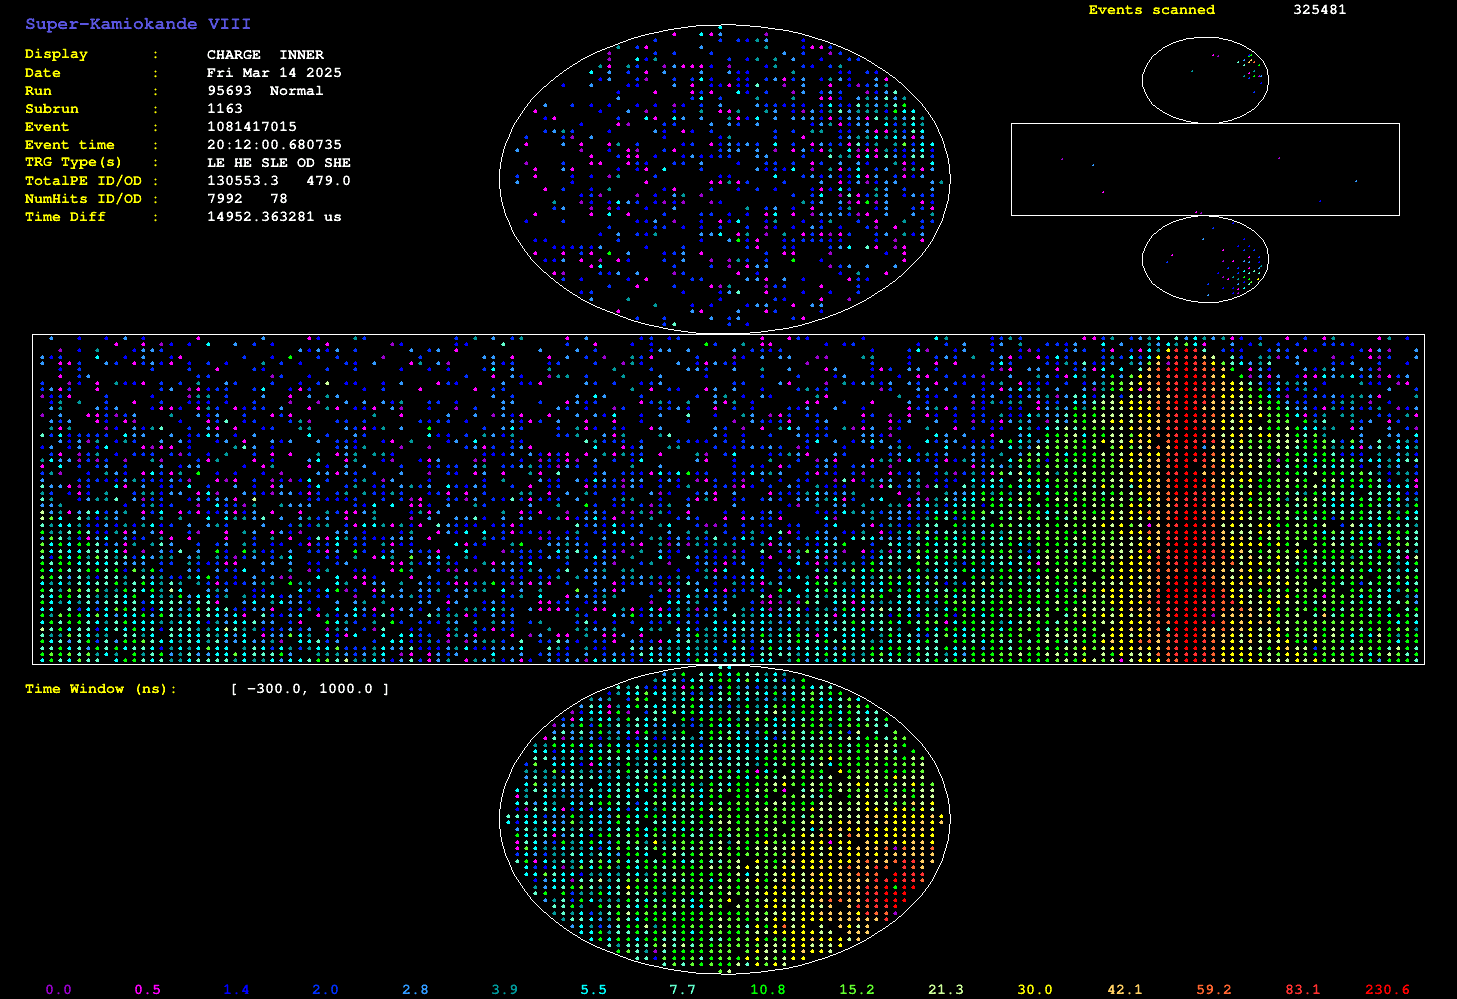 Super-Kamiokande VIII
Display : CHARGE INNER
Date : Fri Mar 14 2025
Run : 95693 Normal
Subrun : 1163
Event : 1081417015
Event time : 20:12:00.680735
TRG Type(s) : LE HE SLE OD SHE
TotalPE ID/OD : 130553.3 479.0
NumHits ID/OD : 7992 78
Time Diff : 14952.363281 us
Events scanned 325481
Time Window (ns): [ -300.0, 1000.0 ]
0.0 0.5 1.4 2.0 2.8 3.9 5.5 7.7 10.8 15.2 21.3 30.0 42.1 59.2 83.1 230.6